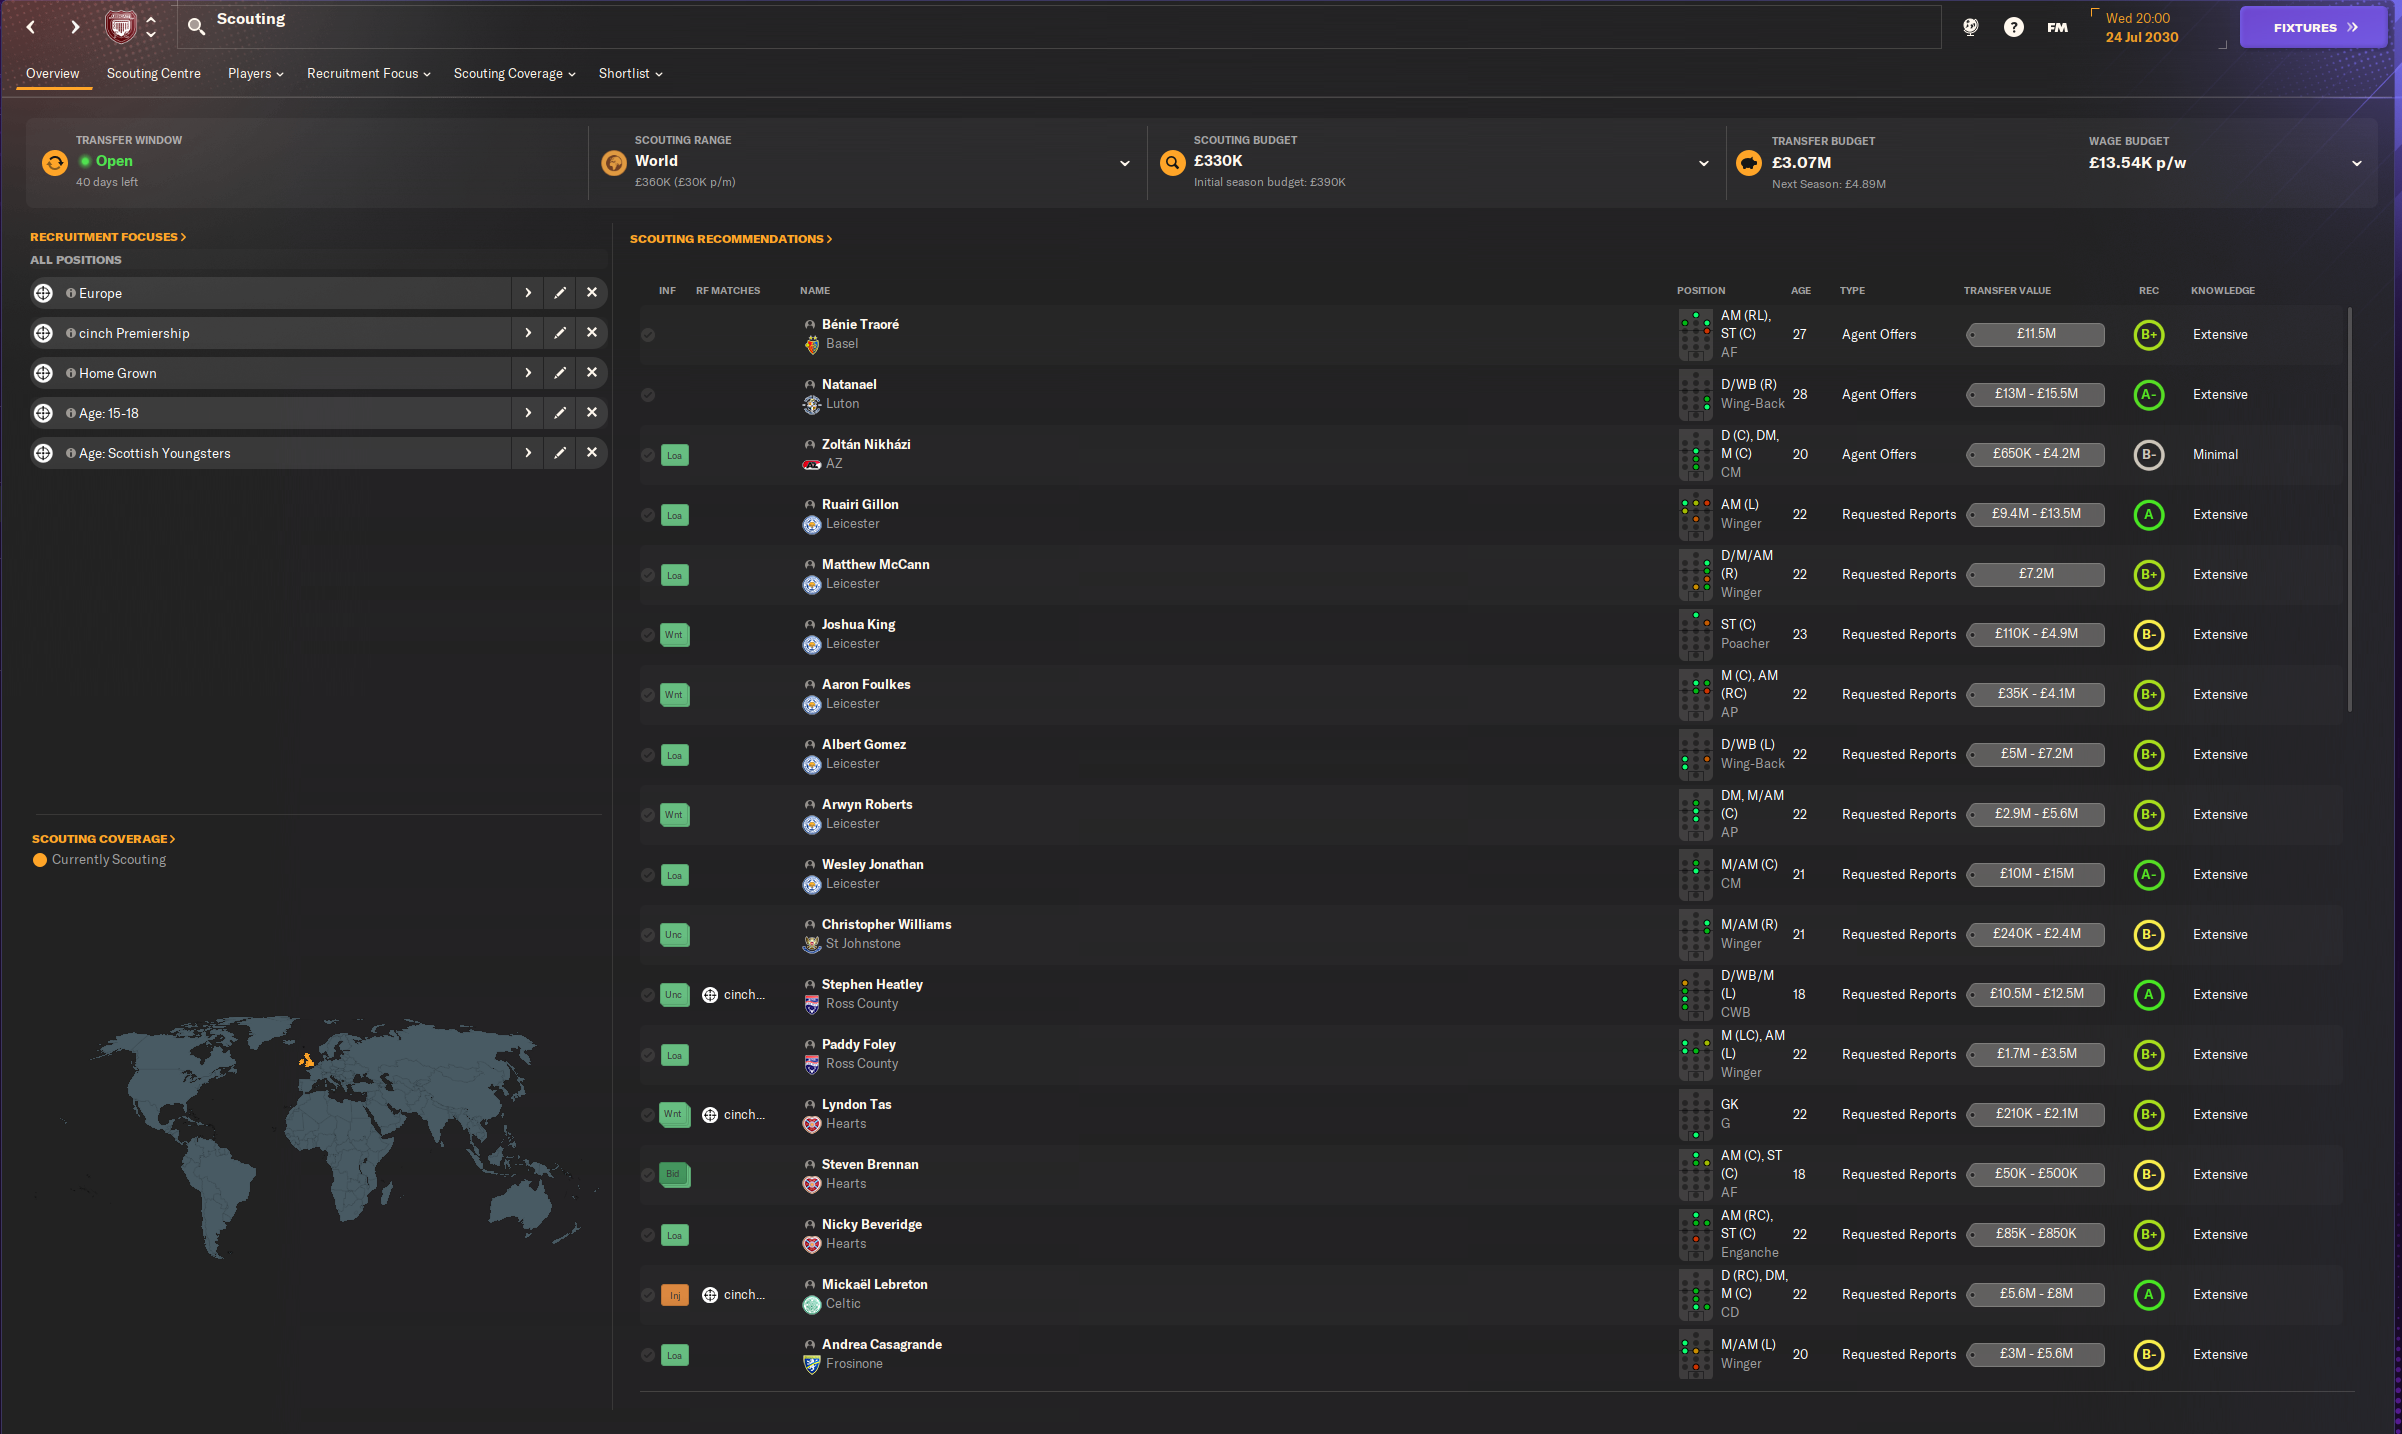 Scouting
FM
Wed 20:00
24 Jul 2030
FIXTURES
Overview
Scouting Centre
Players
Recruitment Focus
Scouting Coverage
Shortlist
TRANSFER WINDOW
Open
40 days left
SCOUTING RANGE
World
£360K (£30K p/m)
SCOUTING BUDGET
£330K
Initial season budget: £390K
TRANSFER BUDGET
£3.07M
Next Season: £4.89M
WAGE BUDGET
£13.54K p/w
RECRUITMENT FOCUSES
ALL POSITIONS
Europe
cinch Premiership
Home Grown
Age: 15-18
Age: Scottish Youngsters
SCOUTING COVERAGE
Currently Scouting
SCOUTING RECOMMENDATIONS
INF RF MATCHES NAME POSITION AGE TYPE TRANSFER VALUE REC KNOWLEDGE
Bénie Traoré
Basel
AM (RL),
ST (C)
AF
27 Agent Offers £11.5M B+ Extensive
Natanael
Luton
D/WB (R)
Wing-Back
28 Agent Offers £13M - £15.5M A- Extensive
Loa
Zoltán Nikházi
AZ
D (C), DM,
M (C)
CM
20 Agent Offers £650K - £4.2M B- Minimal
Loa
Ruairi Gillon
Leicester
AM (L)
Winger
22 Requested Reports £9.4M - £13.5M A Extensive
Loa
Matthew McCann
Leicester
D/M/AM
(R)
Winger
22 Requested Reports £7.2M B+ Extensive
Wnt
Joshua King
Leicester
ST (C)
Poacher
23 Requested Reports £110K - £4.9M B- Extensive
Wnt
Aaron Foulkes
Leicester
M (C), AM
(RC)
AP
22 Requested Reports £35K - £4.1M B+ Extensive
Loa
Albert Gomez
Leicester
D/WB (L)
Wing-Back
22 Requested Reports £5M - £7.2M B+ Extensive
Wnt
Arwyn Roberts
Leicester
DM, M/AM
(C)
AP
22 Requested Reports £2.9M - £5.6M B+ Extensive
Loa
Wesley Jonathan
Leicester
M/AM (C)
CM
21 Requested Reports £10M - £15M A- Extensive
Unc
Christopher Williams
St Johnstone
M/AM (R)
Winger
21 Requested Reports £240K - £2.4M B- Extensive
Unc cinch...
Stephen Heatley
Ross County
D/WB/M
(L)
CWB
18 Requested Reports £10.5M - £12.5M A Extensive
Loa
Paddy Foley
Ross County
M (LC), AM
(L)
Winger
22 Requested Reports £1.7M - £3.5M B+ Extensive
Wnt cinch...
Lyndon Tas
Hearts
GK
G
22 Requested Reports £210K - £2.1M B+ Extensive
Bid
Steven Brennan
Hearts
AM (C), ST
(C)
AF
18 Requested Reports £50K - £500K B- Extensive
Loa
Nicky Beveridge
Hearts
AM (RC),
ST (C)
Enganche
22 Requested Reports £85K - £850K B+ Extensive
Inj cinch...
Mickaël Lebreton
Celtic
D (RC), DM,
M (C)
CD
22 Requested Reports £5.6M - £8M A Extensive
Loa
Andrea Casagrande
Frosinone
M/AM (L)
Winger
20 Requested Reports £3M - £5.6M B- Extensive